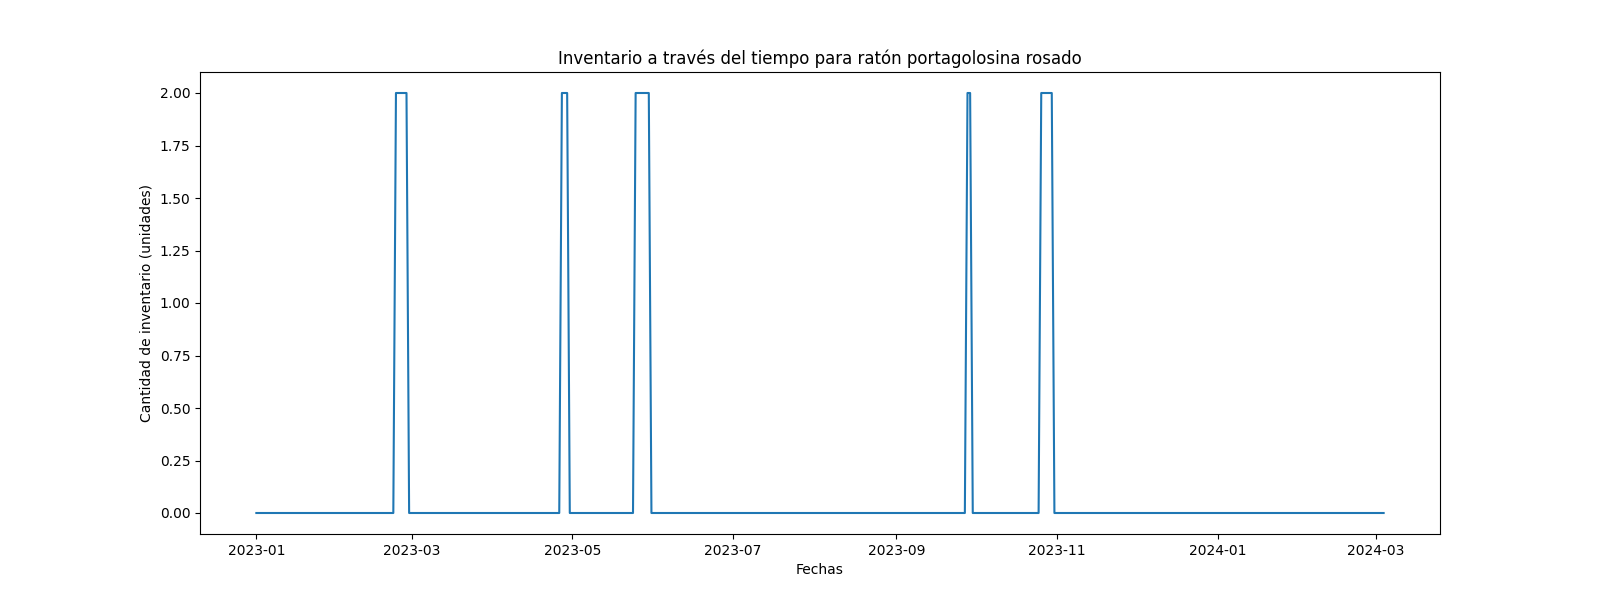 Inventario a través del tiempo para ratón portagolosina rosado
Cantidad de inventario (unidades)
2.00
1.75
1.50
1.25
1.00
0.75
0.50
0.25
0.00
2023-01 2023-03 2023-05 2023-07 2023-09 2023-11 2024-01 2024-03
Fechas